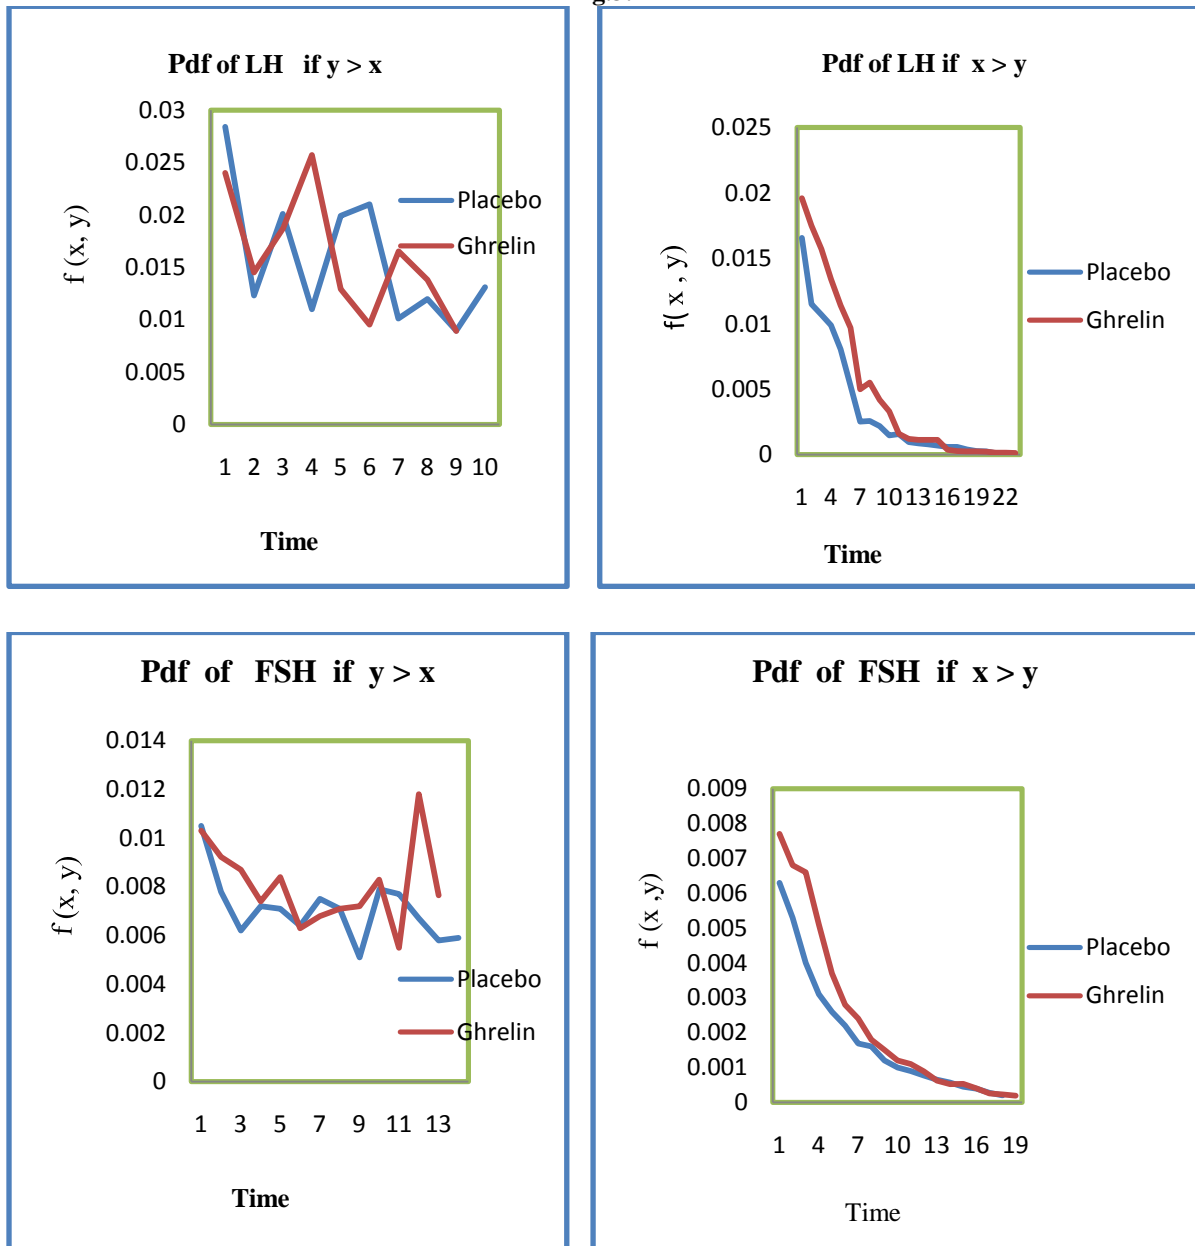 Pdf of LH if y > x
0.03
0.025
0.02
0.015
0.01
0.005
0
f (x, y)
Placebo
Ghrelin
1 2 3 4 5 6 7 8 9 10
Time
Pdf of LH if x > y
0.025
0.02
0.015
0.01
0.005
0
f( x , y)
Placebo
Ghrelin
1 4 7 10 13 16 19 22
Time
Pdf of FSH if y > x
0.014
0.012
0.01
0.008
0.006
0.004
0.002
0
f (x, y)
Placebo
Ghrelin
1 3 5 7 9 11 13
Time
Pdf of FSH if x > y
0.009
0.008
0.007
0.006
0.005
0.004
0.003
0.002
0.001
0
f (x ,y)
Placebo
Ghrelin
1 4 7 10 13 16 19
Time